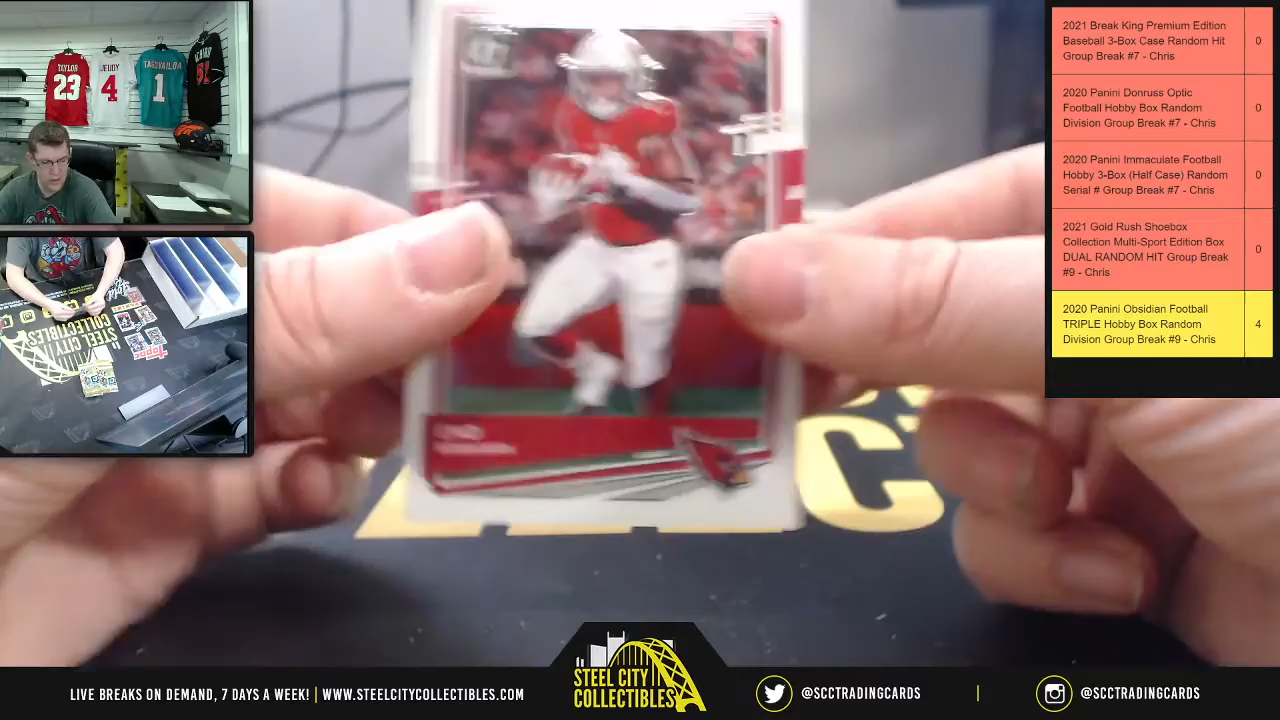 TAYLOR
23
JEUDY
4
TAGOVAILOA
1
2021 Break King Premium Edition
Baseball 3-Box Case Random Hit
Group Break #7 - Chris
0
2020 Panini Donruss Optic
Football Hobby Box Random
Division Group Break #7 - Chris
0
2020 Panini Immaculate Football
Hobby 3-Box (Half Case) Random
Serial # Group Break #7 - Chris
0
2021 Gold Rush Shoebox
Collection Multi-Sport Edition Box
DUAL RANDOM HIT Group Break
#9 - Chris
0
2020 Panini Obsidian Football
TRIPLE Hobby Box Random
Division Group Break #9 - Chris
4
STEEL CITY
COLLECTIBLES
Topps
LIVE BREAKS ON DEMAND, 7 DAYS A WEEK! | WWW.STEELCITYCOLLECTIBLES.COM
STEEL CITY
COLLECTIBLES
@SCCTRADINGCARDS
@SCCTRADINGCARDS